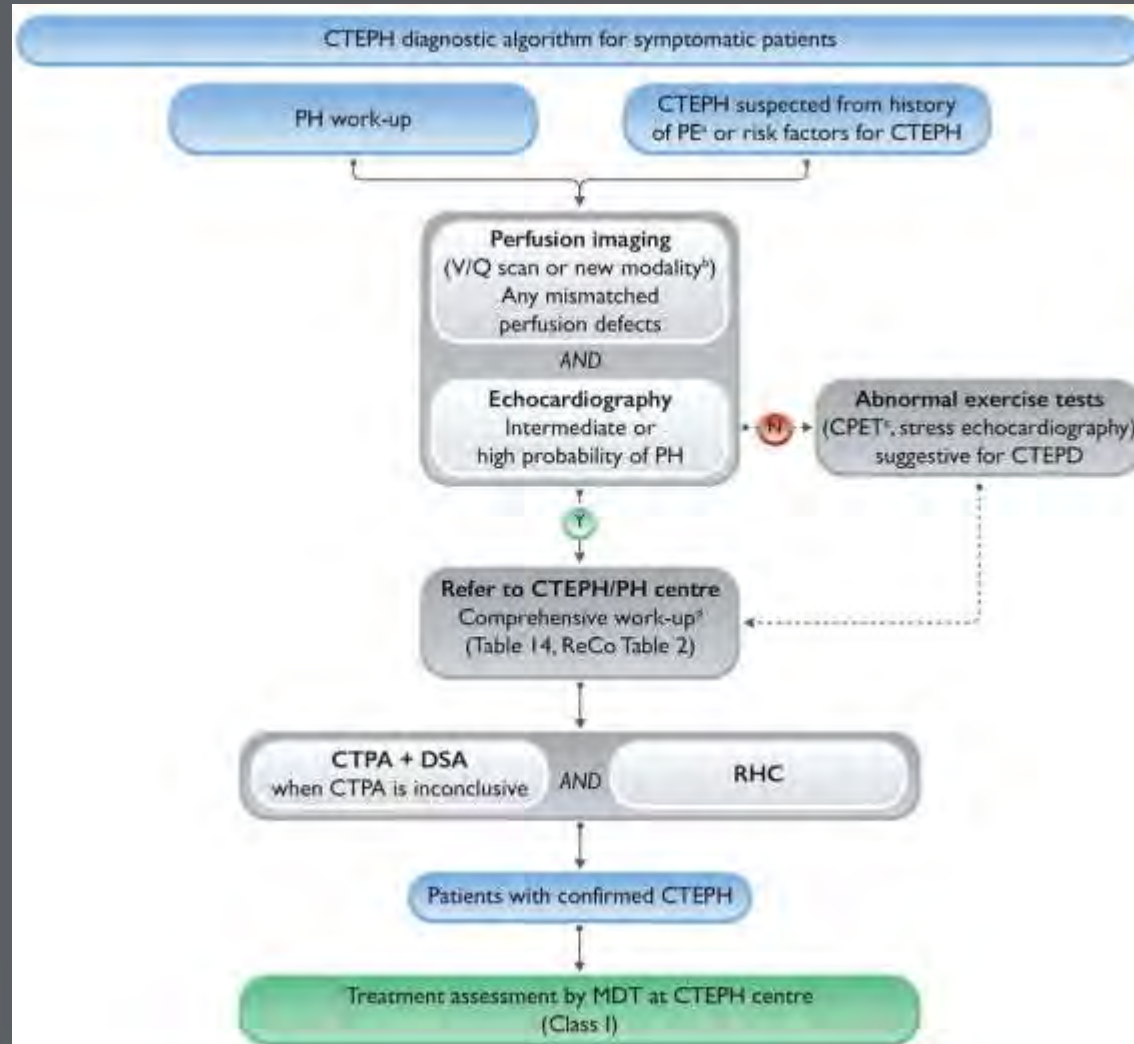 CTEPH diagnostic algorithm for symptomatic patients
PH work-up
CTEPH suspected from history
of PEᵃ or risk factors for CTEPH
Perfusion imaging
(V/Q scan or new modalityᵇ)
Any mismatched
perfusion defects
AND
Echocardiography
Intermediate or
high probability of PH
N
Abnormal exercise tests
(CPETᶜ, stress echocardiography)
suggestive for CTEPD
Y
Refer to CTEPH/PH centre
Comprehensive work-upᵃ
(Table 14, ReCo Table 2)
CTPA + DSA
when CTPA is inconclusive
AND
RHC
Patients with confirmed CTEPH
Treatment assessment by MDT at CTEPH centre
(Class I)